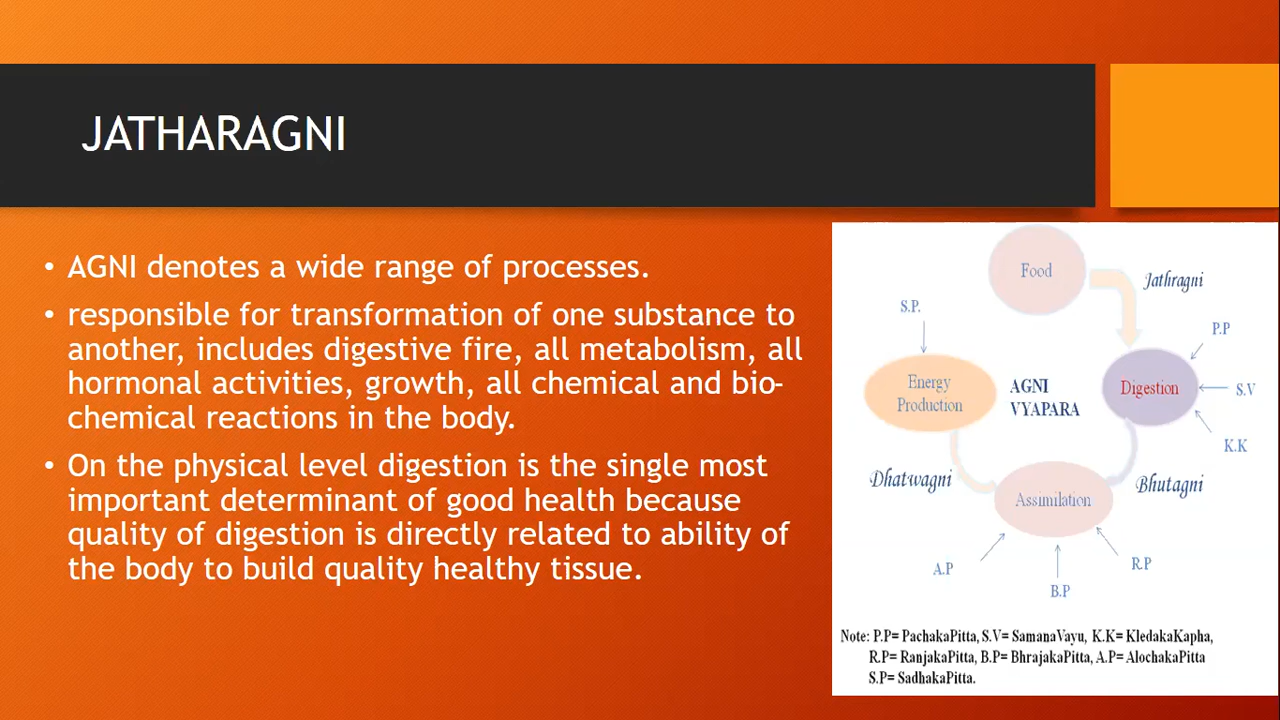 JATHARAGNI
• AGNI denotes a wide range of processes.
• responsible for transformation of one substance to
another, includes digestive fire, all metabolism, all
hormonal activities, growth, all chemical and bio-
chemical reactions in the body.
• On the physical level digestion is the single most
important determinant of good health because
quality of digestion is directly related to ability of
the body to build quality healthy tissue.
Food
Jathragni
S.P.
P.P
Energy
Production
AGNI
VYAPARA
Digestion
S.V
K.K
Dhatwagni
Assimilation
Bhutagni
A.P
B.P
R.P
Note: P.P= PachakaPitta, S.V= SamanaVayu, K.K= KledakaKapha,
R.P= RanjakaPitta, B.P= BhrajakaPitta, A.P= AlochakaPitta
S.P= SadhakaPitta.